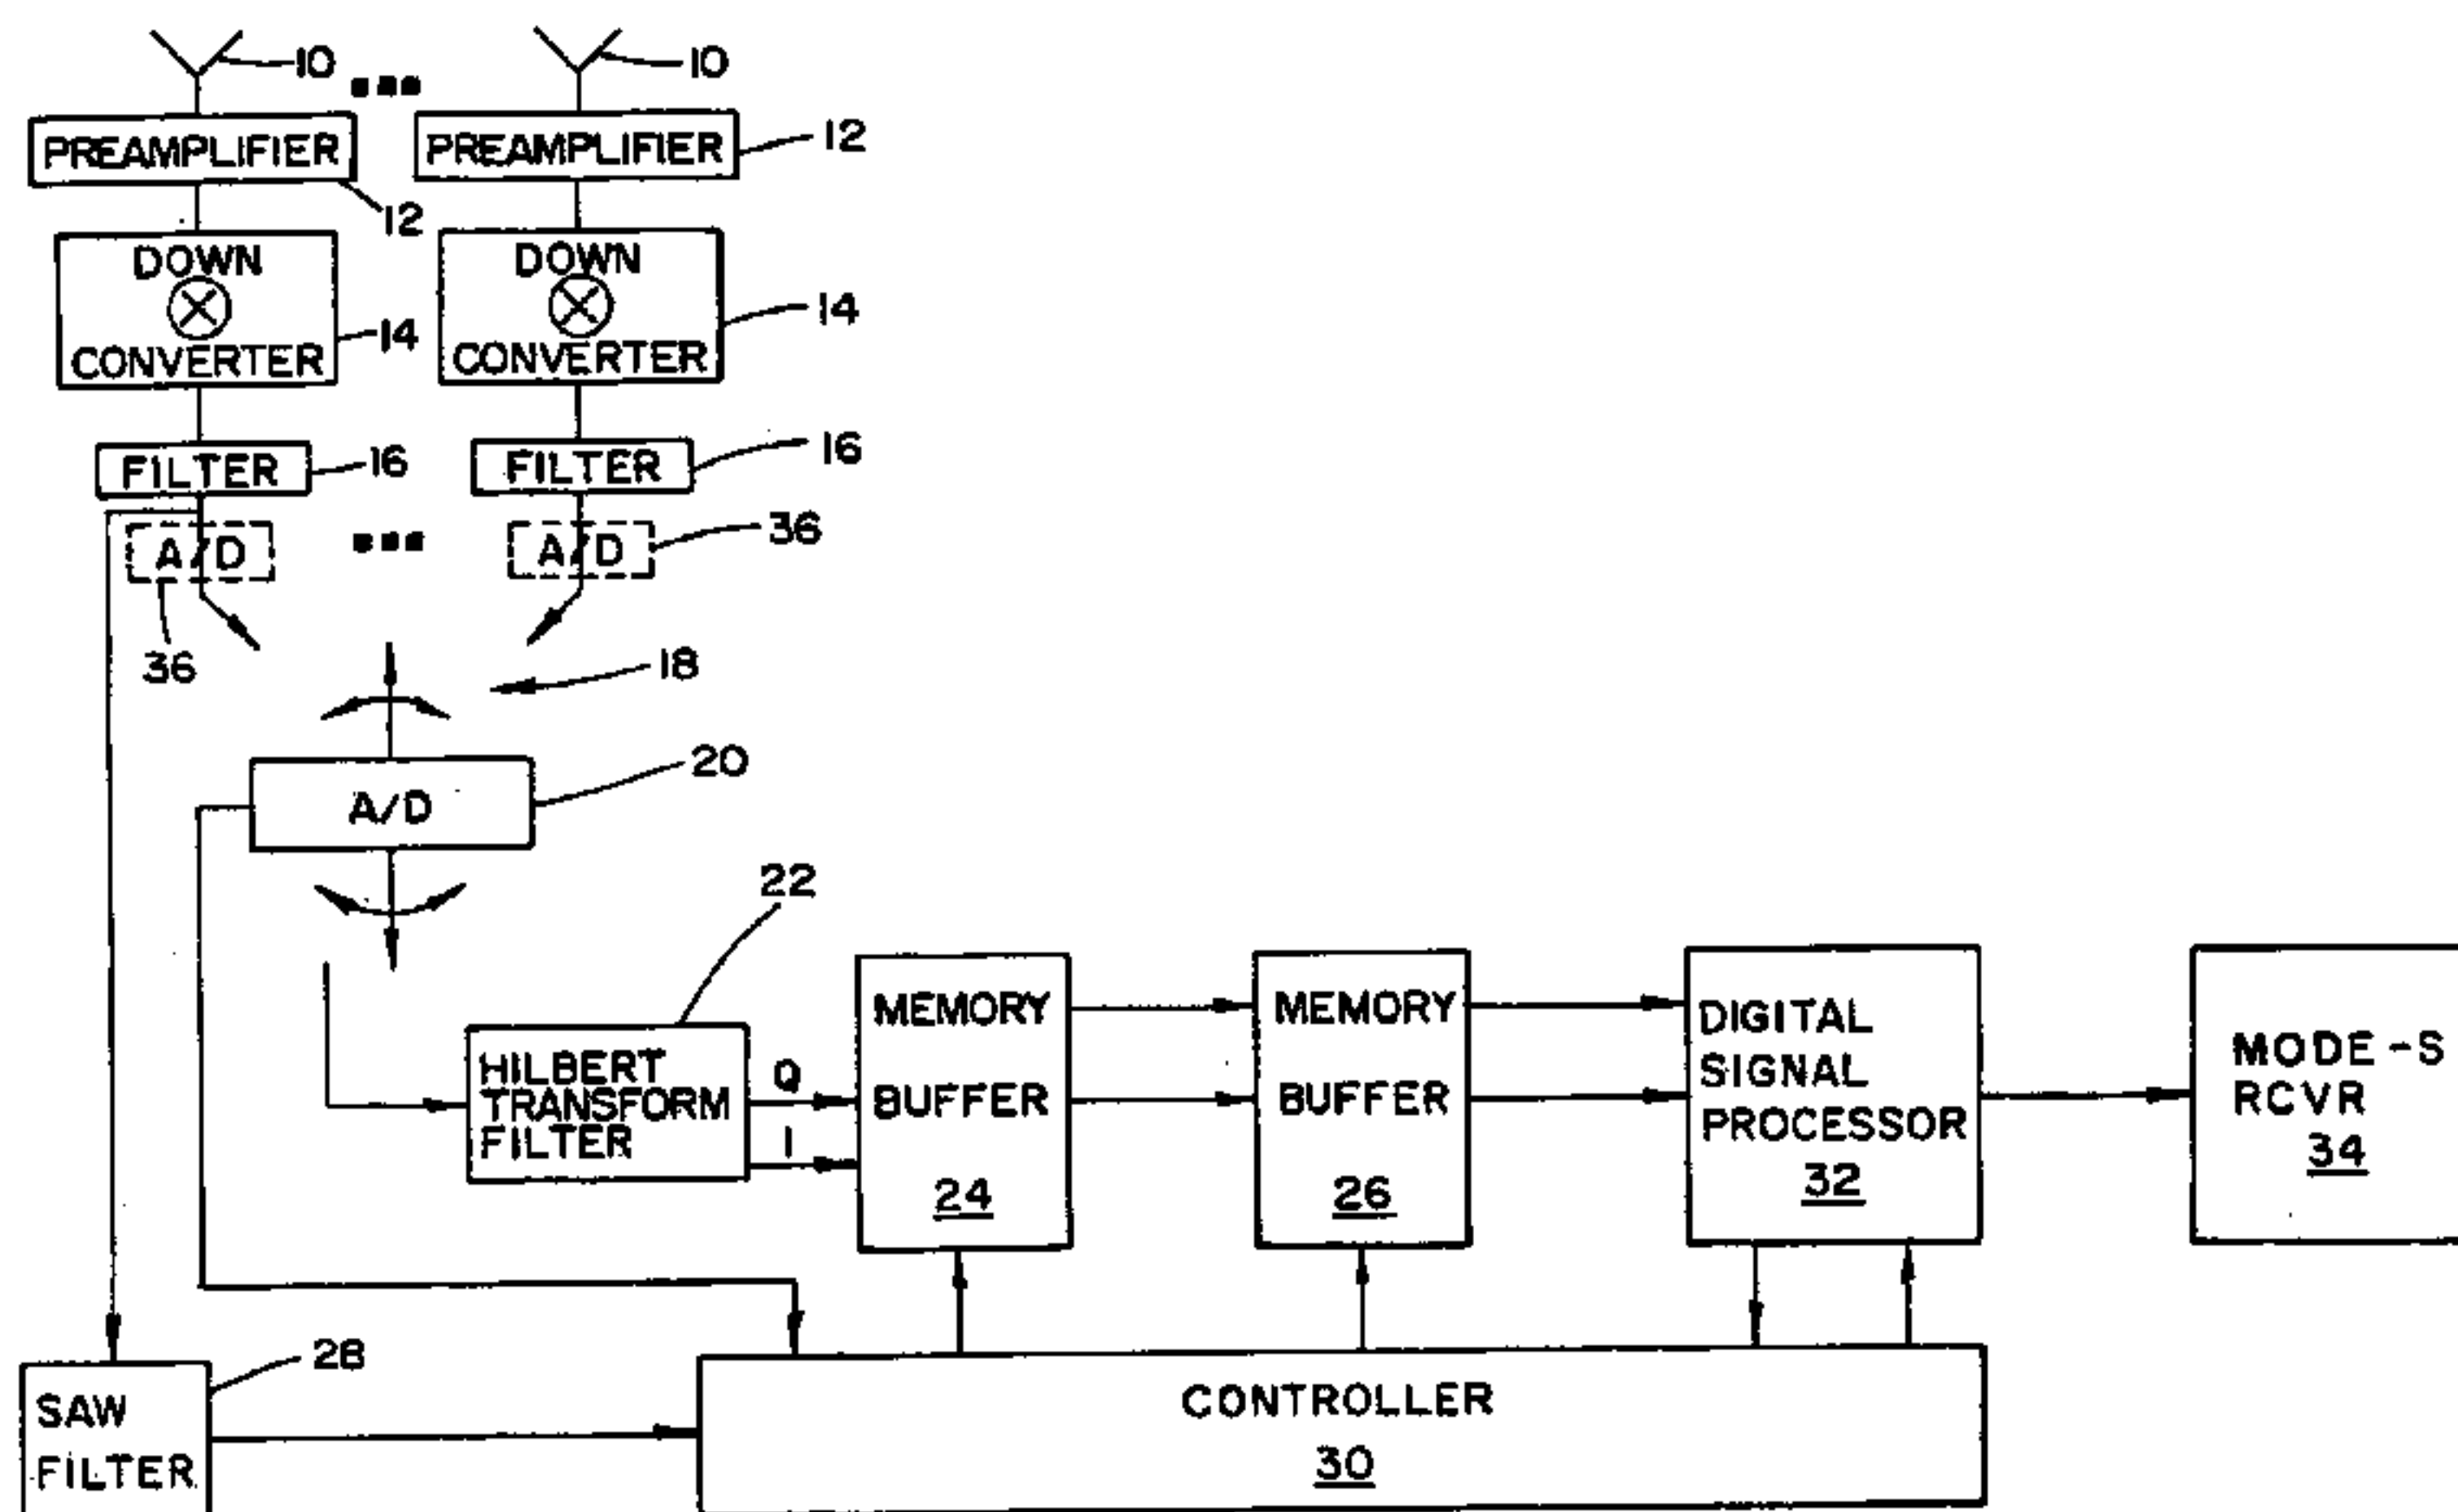 10
10
PREAMPLIFIER
PREAMPLIFIER
12
12
DOWN
CONVERTER
14
DOWN
CONVERTER
14
FILTER
16
FILTER
16
A/D
36
A/D
36
18
A/D
20
22
HILBERT
TRANSFORM
FILTER
Q
I
MEMORY
BUFFER
24
MEMORY
BUFFER
26
DIGITAL
SIGNAL
PROCESSOR
32
MODE-S
RCVR
34
SAW
FILTER
28
CONTROLLER
30